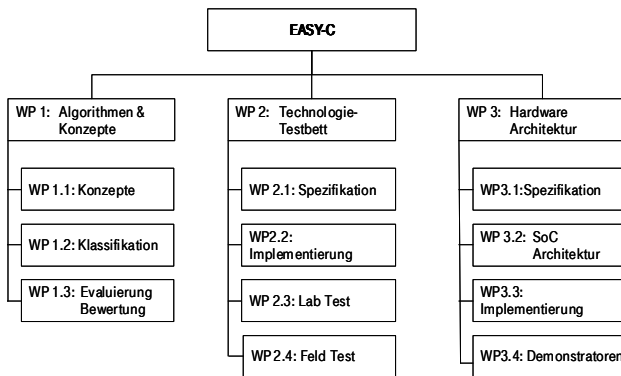 EASY-C
WP 1: Algorithmen &
Konzepte
WP 1.1: Konzepte
WP 1.2: Klassifikation
WP 1.3: Evaluierung
Bewertung
WP 2: Technologie-
Testbett
WP 2.1: Spezifikation
WP2.2:
Implementierung
WP 2.3: Lab Test
WP 2.4: Feld Test
WP 3: Hardware
Architektur
WP3.1:Spezifikation
WP 3.2: SoC
Architektur
WP3.3:
Implementierung
WP3.4: Demonstratoren